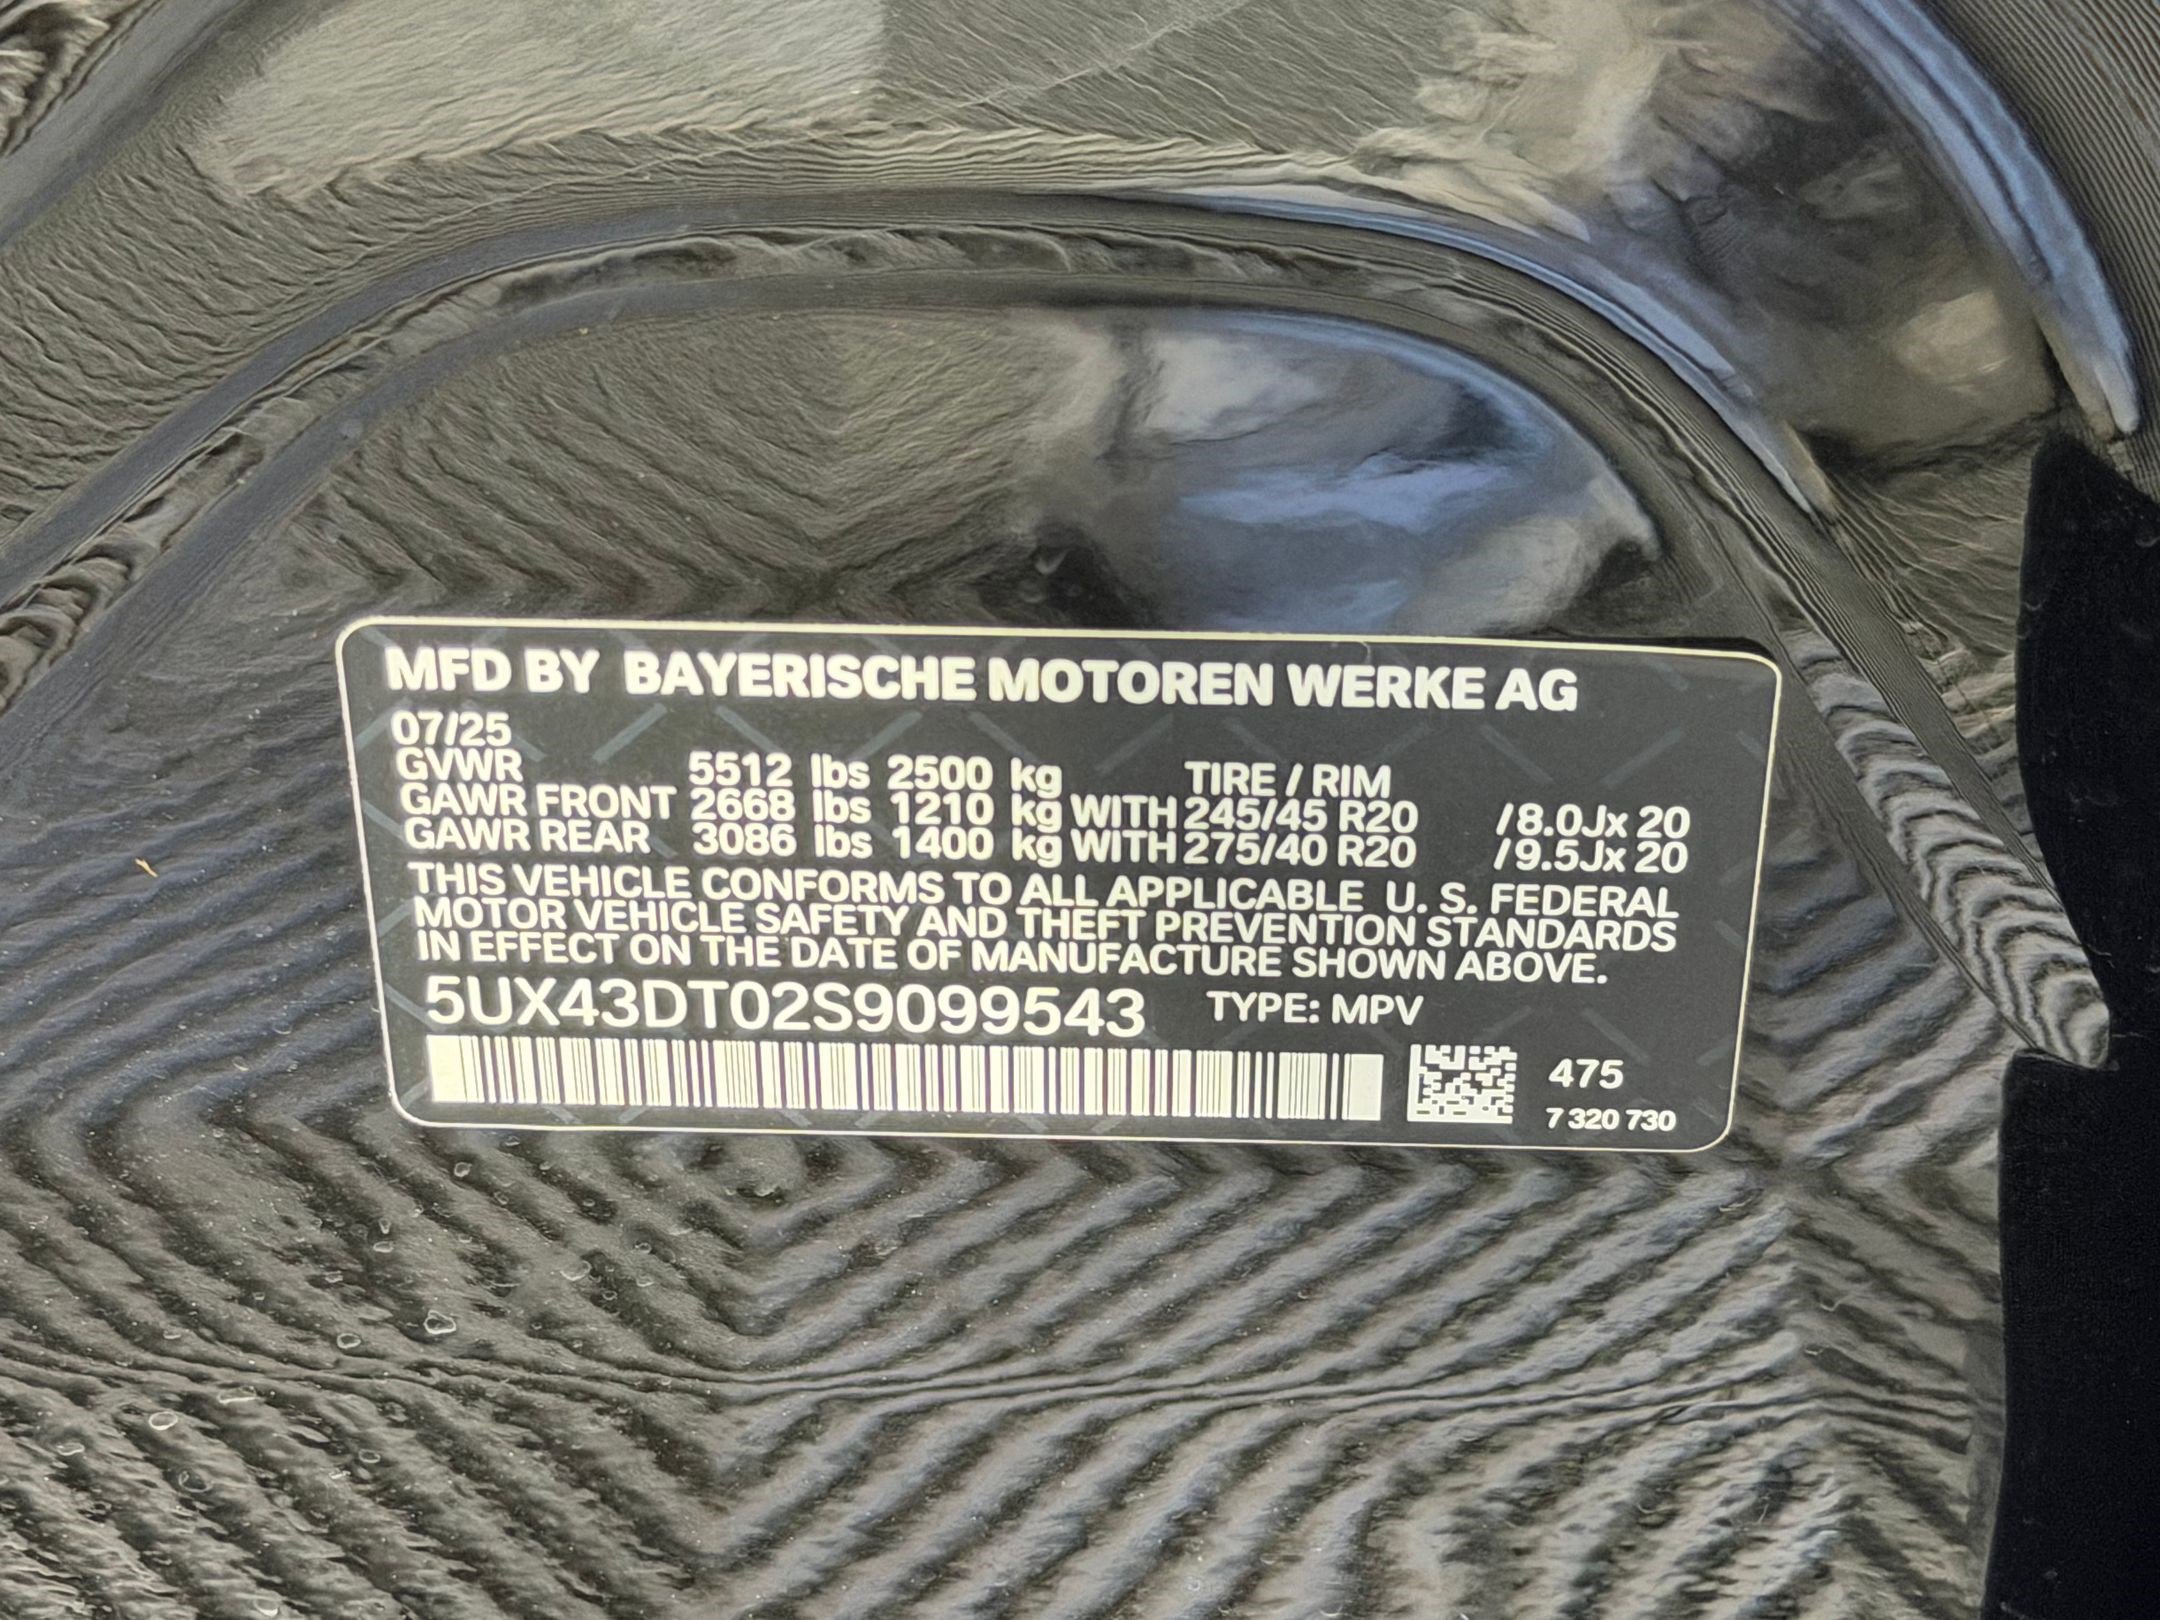 MFD BY BAYERISCHE MOTOREN WERKE AG
07/25
GVWR 5512 lbs 2500 kg TIRE / RIM
GAWR FRONT 2668 lbs 1210 kg WITH 245/45 R20 /8.0Jx 20
GAWR REAR 3086 lbs 1400 kg WITH 275/40 R20 /9.5Jx 20
THIS VEHICLE CONFORMS TO ALL APPLICABLE U. S. FEDERAL
MOTOR VEHICLE SAFETY AND THEFT PREVENTION STANDARDS
IN EFFECT ON THE DATE OF MANUFACTURE SHOWN ABOVE.
5UX43DT02S9099543 TYPE: MPV
475
7 320 730